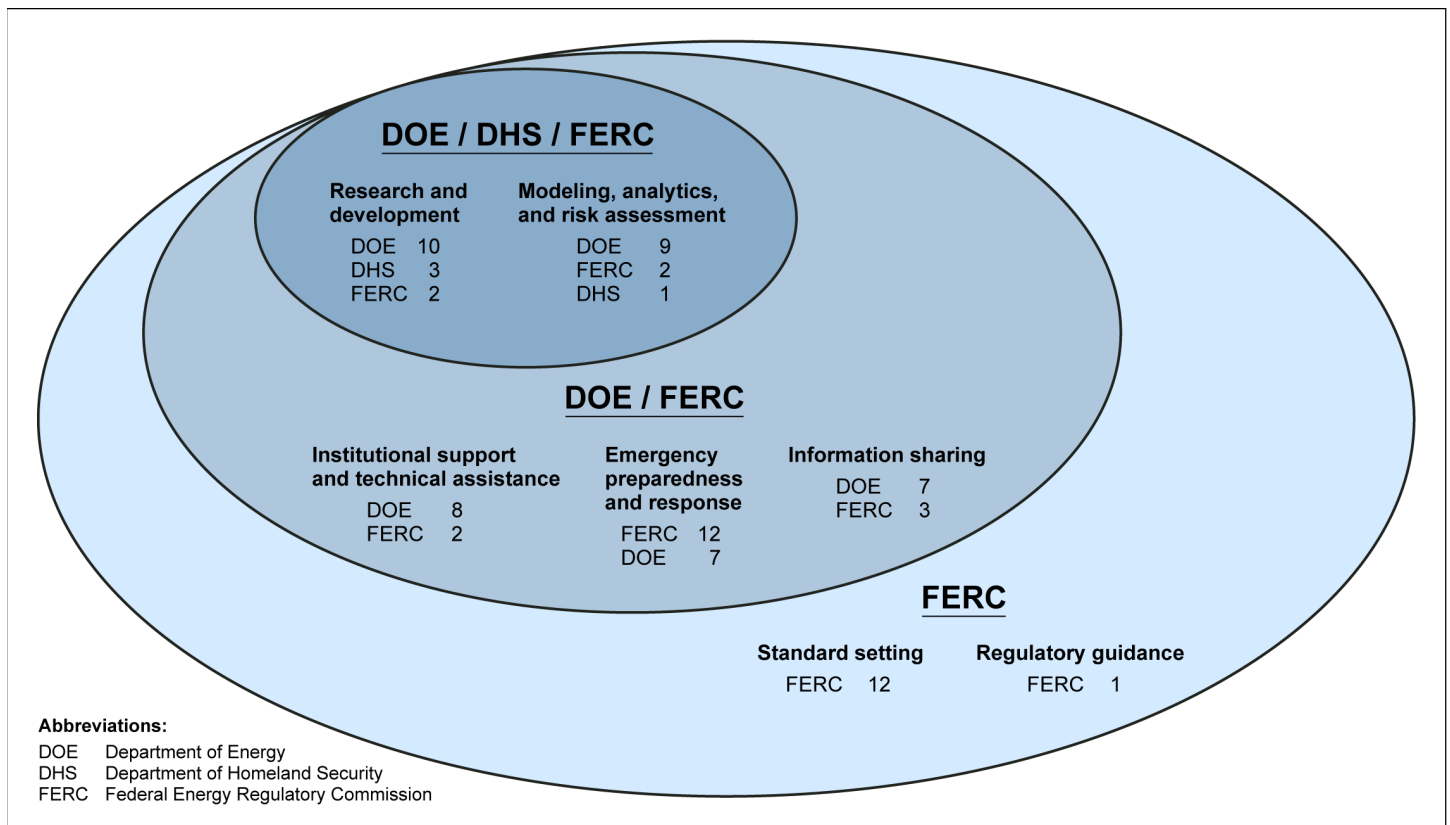 DOE / DHS / FERC
Research and
development
DOE 10
DHS 3
FERC 2
Modeling, analytics,
and risk assessment
DOE 9
FERC 2
DHS 1
DOE / FERC
Institutional support
and technical assistance
DOE 8
FERC 2
Emergency
preparedness
and response
FERC 12
DOE 7
Information sharing
DOE 7
FERC 3
FERC
Standard setting
FERC 12
Regulatory guidance
FERC 1
Abbreviations:
DOE Department of Energy
DHS Department of Homeland Security
FERC Federal Energy Regulatory Commission